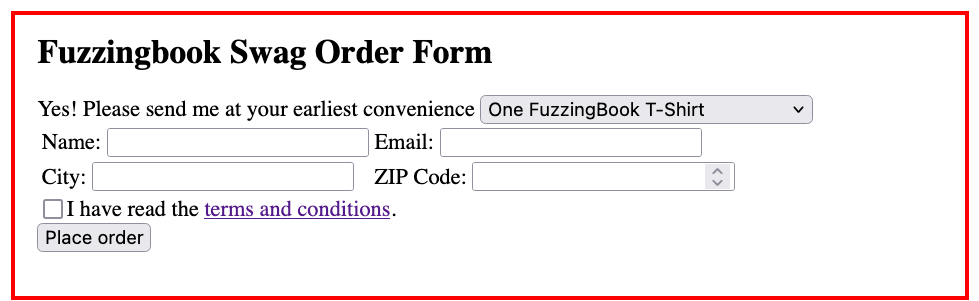 Fuzzingbook Swag Order Form
Yes! Please send me at your earliest convenience One FuzzingBook T-Shirt
Name: Email:
City: ZIP Code:
I have read the terms and conditions.
Place order